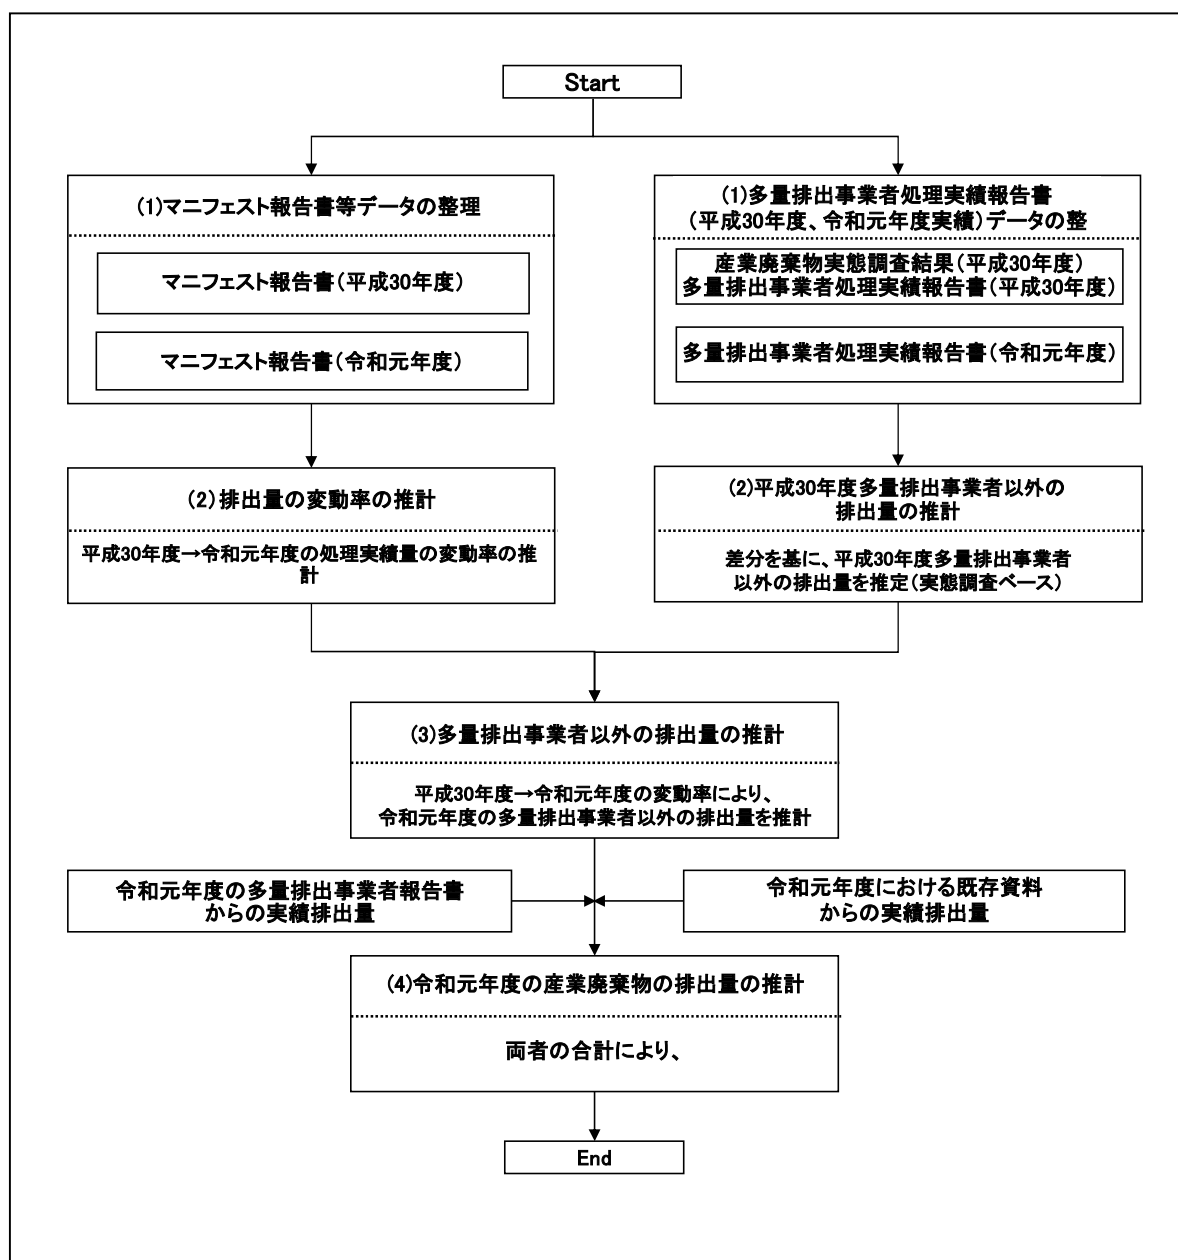 Start
(1)マニフェスト報告書等データの整理
マニフェスト報告書(平成30年度)
マニフェスト報告書(令和元年度)
(1)多量排出事業者処理実績報告書
(平成30年度、令和元年度実績)データの整
産業廃棄物実態調査結果(平成30年度)
多量排出事業者処理実績報告書(平成30年度)
多量排出事業者処理実績報告書(令和元年度)
(2)排出量の変動率の推計
平成30年度→令和元年度の処理実績量の変動率の推
計
(2)平成30年度多量排出事業者以外の
排出量の推計
差分を基に、平成30年度多量排出事業者
以外の排出量を推定(実態調査ベース)
(3)多量排出事業者以外の排出量の推計
平成30年度→令和元年度の変動率により、
令和元年度の多量排出事業者以外の排出量を推計
令和元年度の多量排出事業者報告書
からの実績排出量
令和元年度における既存資料
からの実績排出量
(4)令和元年度の産業廃棄物の排出量の推計
両者の合計により、
End